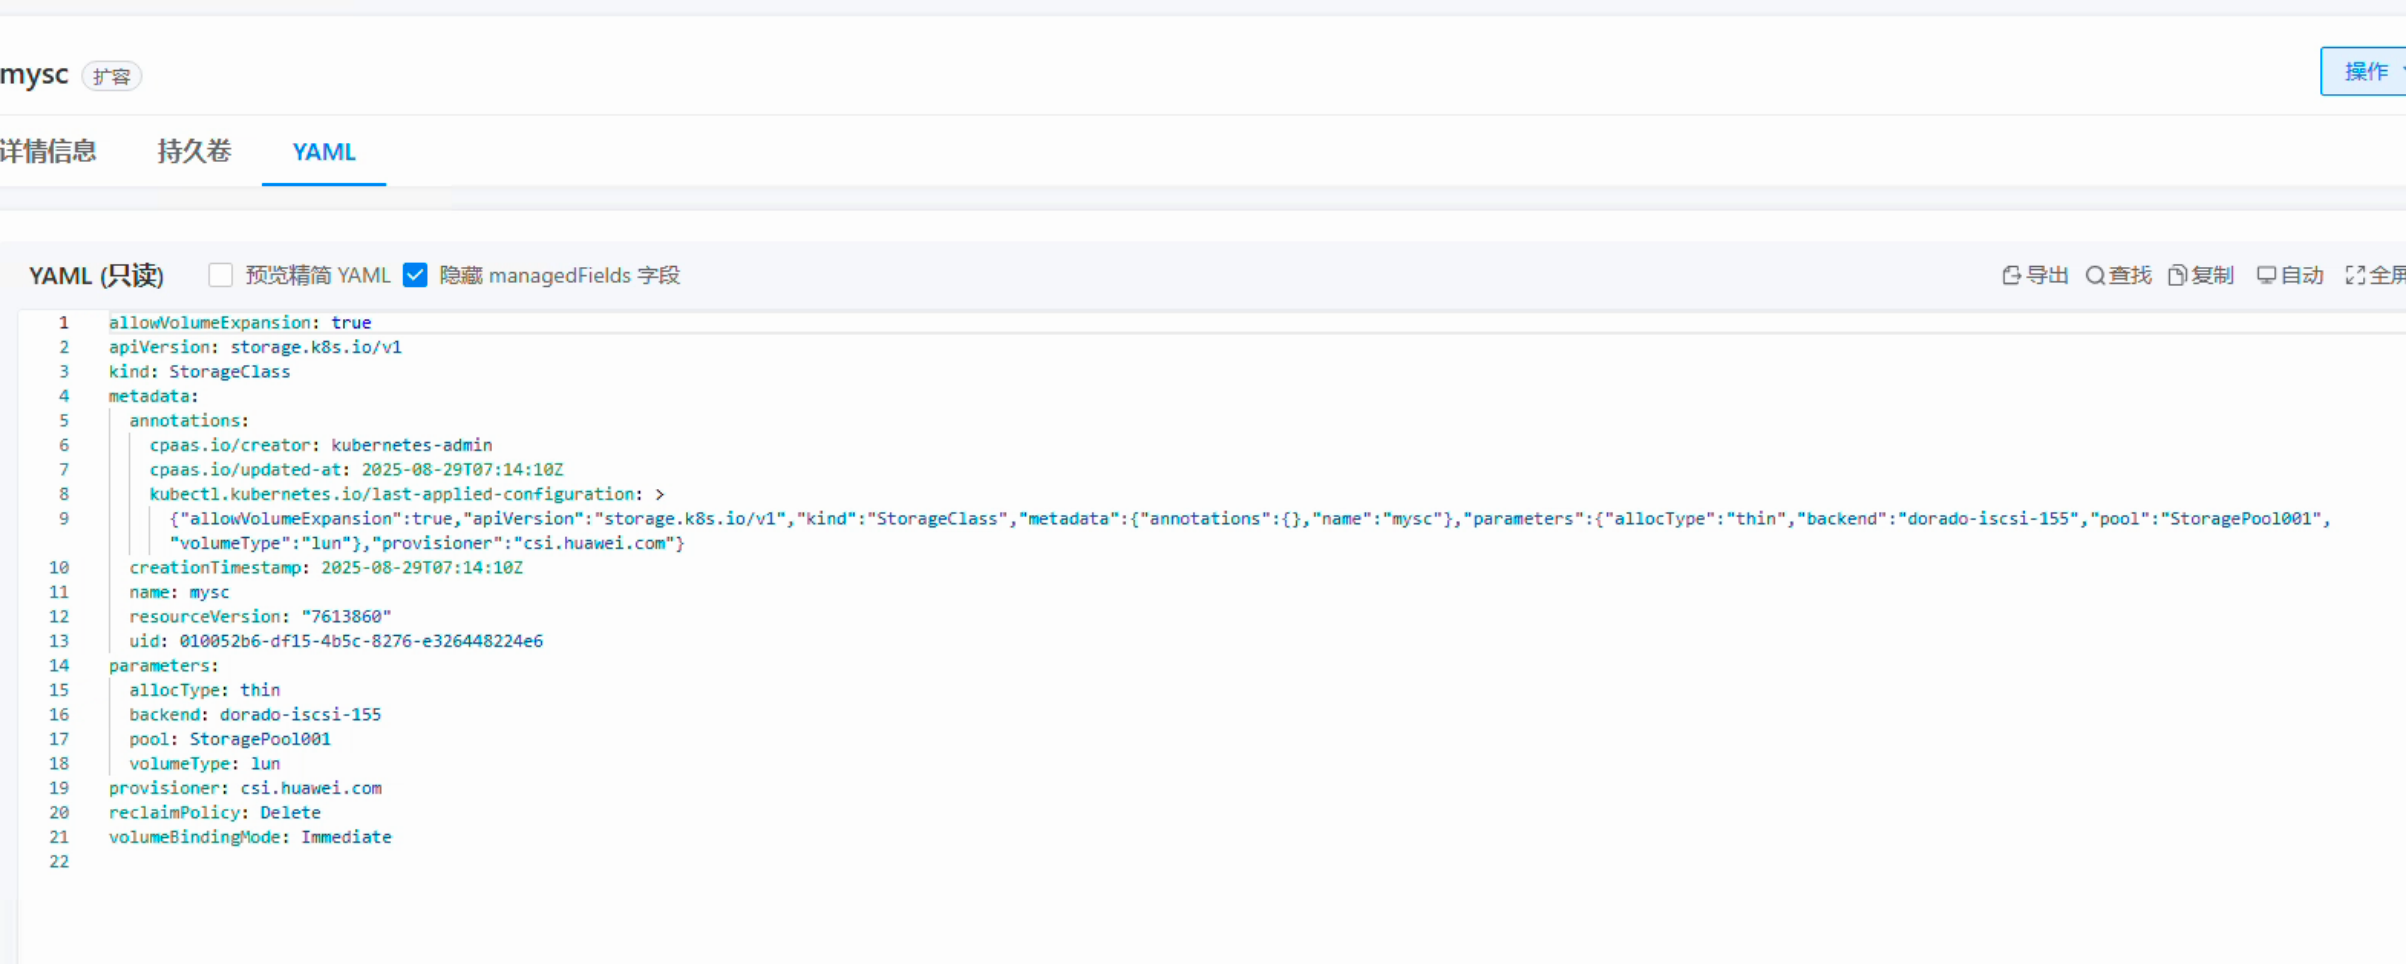 mysc 扩容
操作
详情信息 持久卷 YAML
YAML (只读) 预览精简 YAML 隐藏 managedFields 字段 导出 查找 复制 自动 全屏
1 allowVolumeExpansion: true
2 apiVersion: storage.k8s.io/v1
3 kind: StorageClass
4 metadata:
5 annotations:
6 cpaas.io/creator: kubernetes-admin
7 cpaas.io/updated-at: 2025-08-29T07:14:10Z
8 kubectl.kubernetes.io/last-applied-configuration: >
9 {"allowVolumeExpansion":true,"apiVersion":"storage.k8s.io/v1","kind":"StorageClass","metadata":{"annotations":{},"name":"mysc"},"parameters":{"allocType":"thin","backend":"dorado-iscsi-155","pool":"StoragePool001",
"volumeType":"lun"},"provisioner":"csi.huawei.com"}
10 creationTimestamp: 2025-08-29T07:14:10Z
11 name: mysc
12 resourceVersion: "7613860"
13 uid: 010052b6-df15-4b5c-8276-e326448224e6
14 parameters:
15 allocType: thin
16 backend: dorado-iscsi-155
17 pool: StoragePool001
18 volumeType: lun
19 provisioner: csi.huawei.com
20 reclaimPolicy: Delete
21 volumeBindingMode: Immediate
22